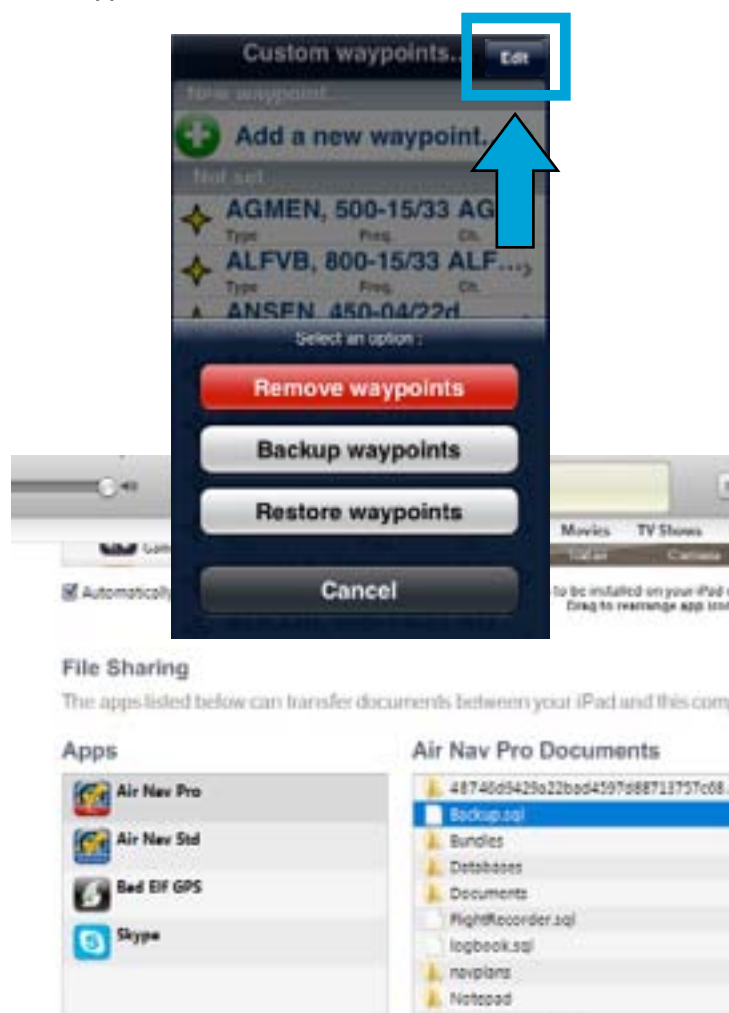 Custom waypoints..
Edit
New waypoint...
Add a new waypoint.
Not set
AGMEN, 500-15/33 AG
Type Freq. Ch.
ALFVB, 800-15/33 ALF...
Type Freq. Ch.
ANSEN, 450-04/22d
Select an option :
Remove waypoints
Backup waypoints
Restore waypoints
Cancel
Movies TV Shows
Camera
Automatically
to be installed on your iPad
Drag to rearrange app
File Sharing
The apps listed below can transfer documents between your iPad and this com
Apps
Air Nav Pro
Air Nav Std
Bad Elf GPS
Skype
Air Nav Pro Documents
Backup.sql
Bundles
Databases
Documents
FlightRecorder.sql
logbook.sql
navplans
Notepad